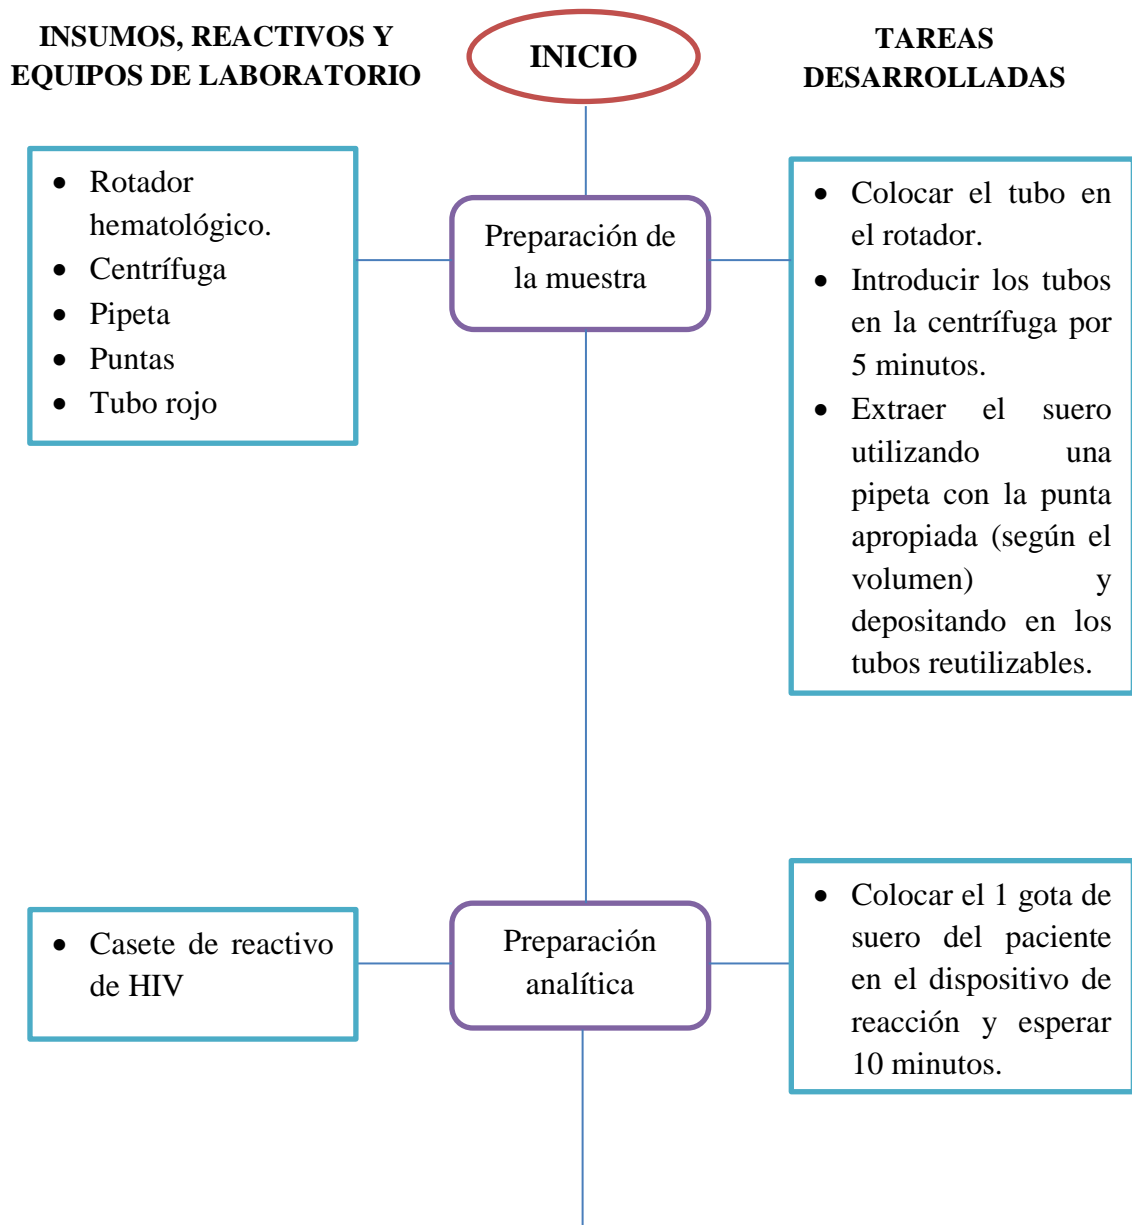 INSUMOS, REACTIVOS Y
EQUIPOS DE LABORATORIO
INICIO
TAREAS
DESARROLLADAS
• Rotador
hematológico.
• Centrífuga
• Pipeta
• Puntas
• Tubo rojo
Preparación de
la muestra
• Colocar el tubo en
el rotador.
• Introducir los tubos
en la centrífuga por
5 minutos.
• Extraer el suero
utilizando una
pipeta con la punta
apropiada (según el
volumen) y
depositando en los
tubos reutilizables.
• Casete de reactivo
de HIV
Preparación
analítica
• Colocar el 1 gota de
suero del paciente
en el dispositivo de
reacción y esperar
10 minutos.